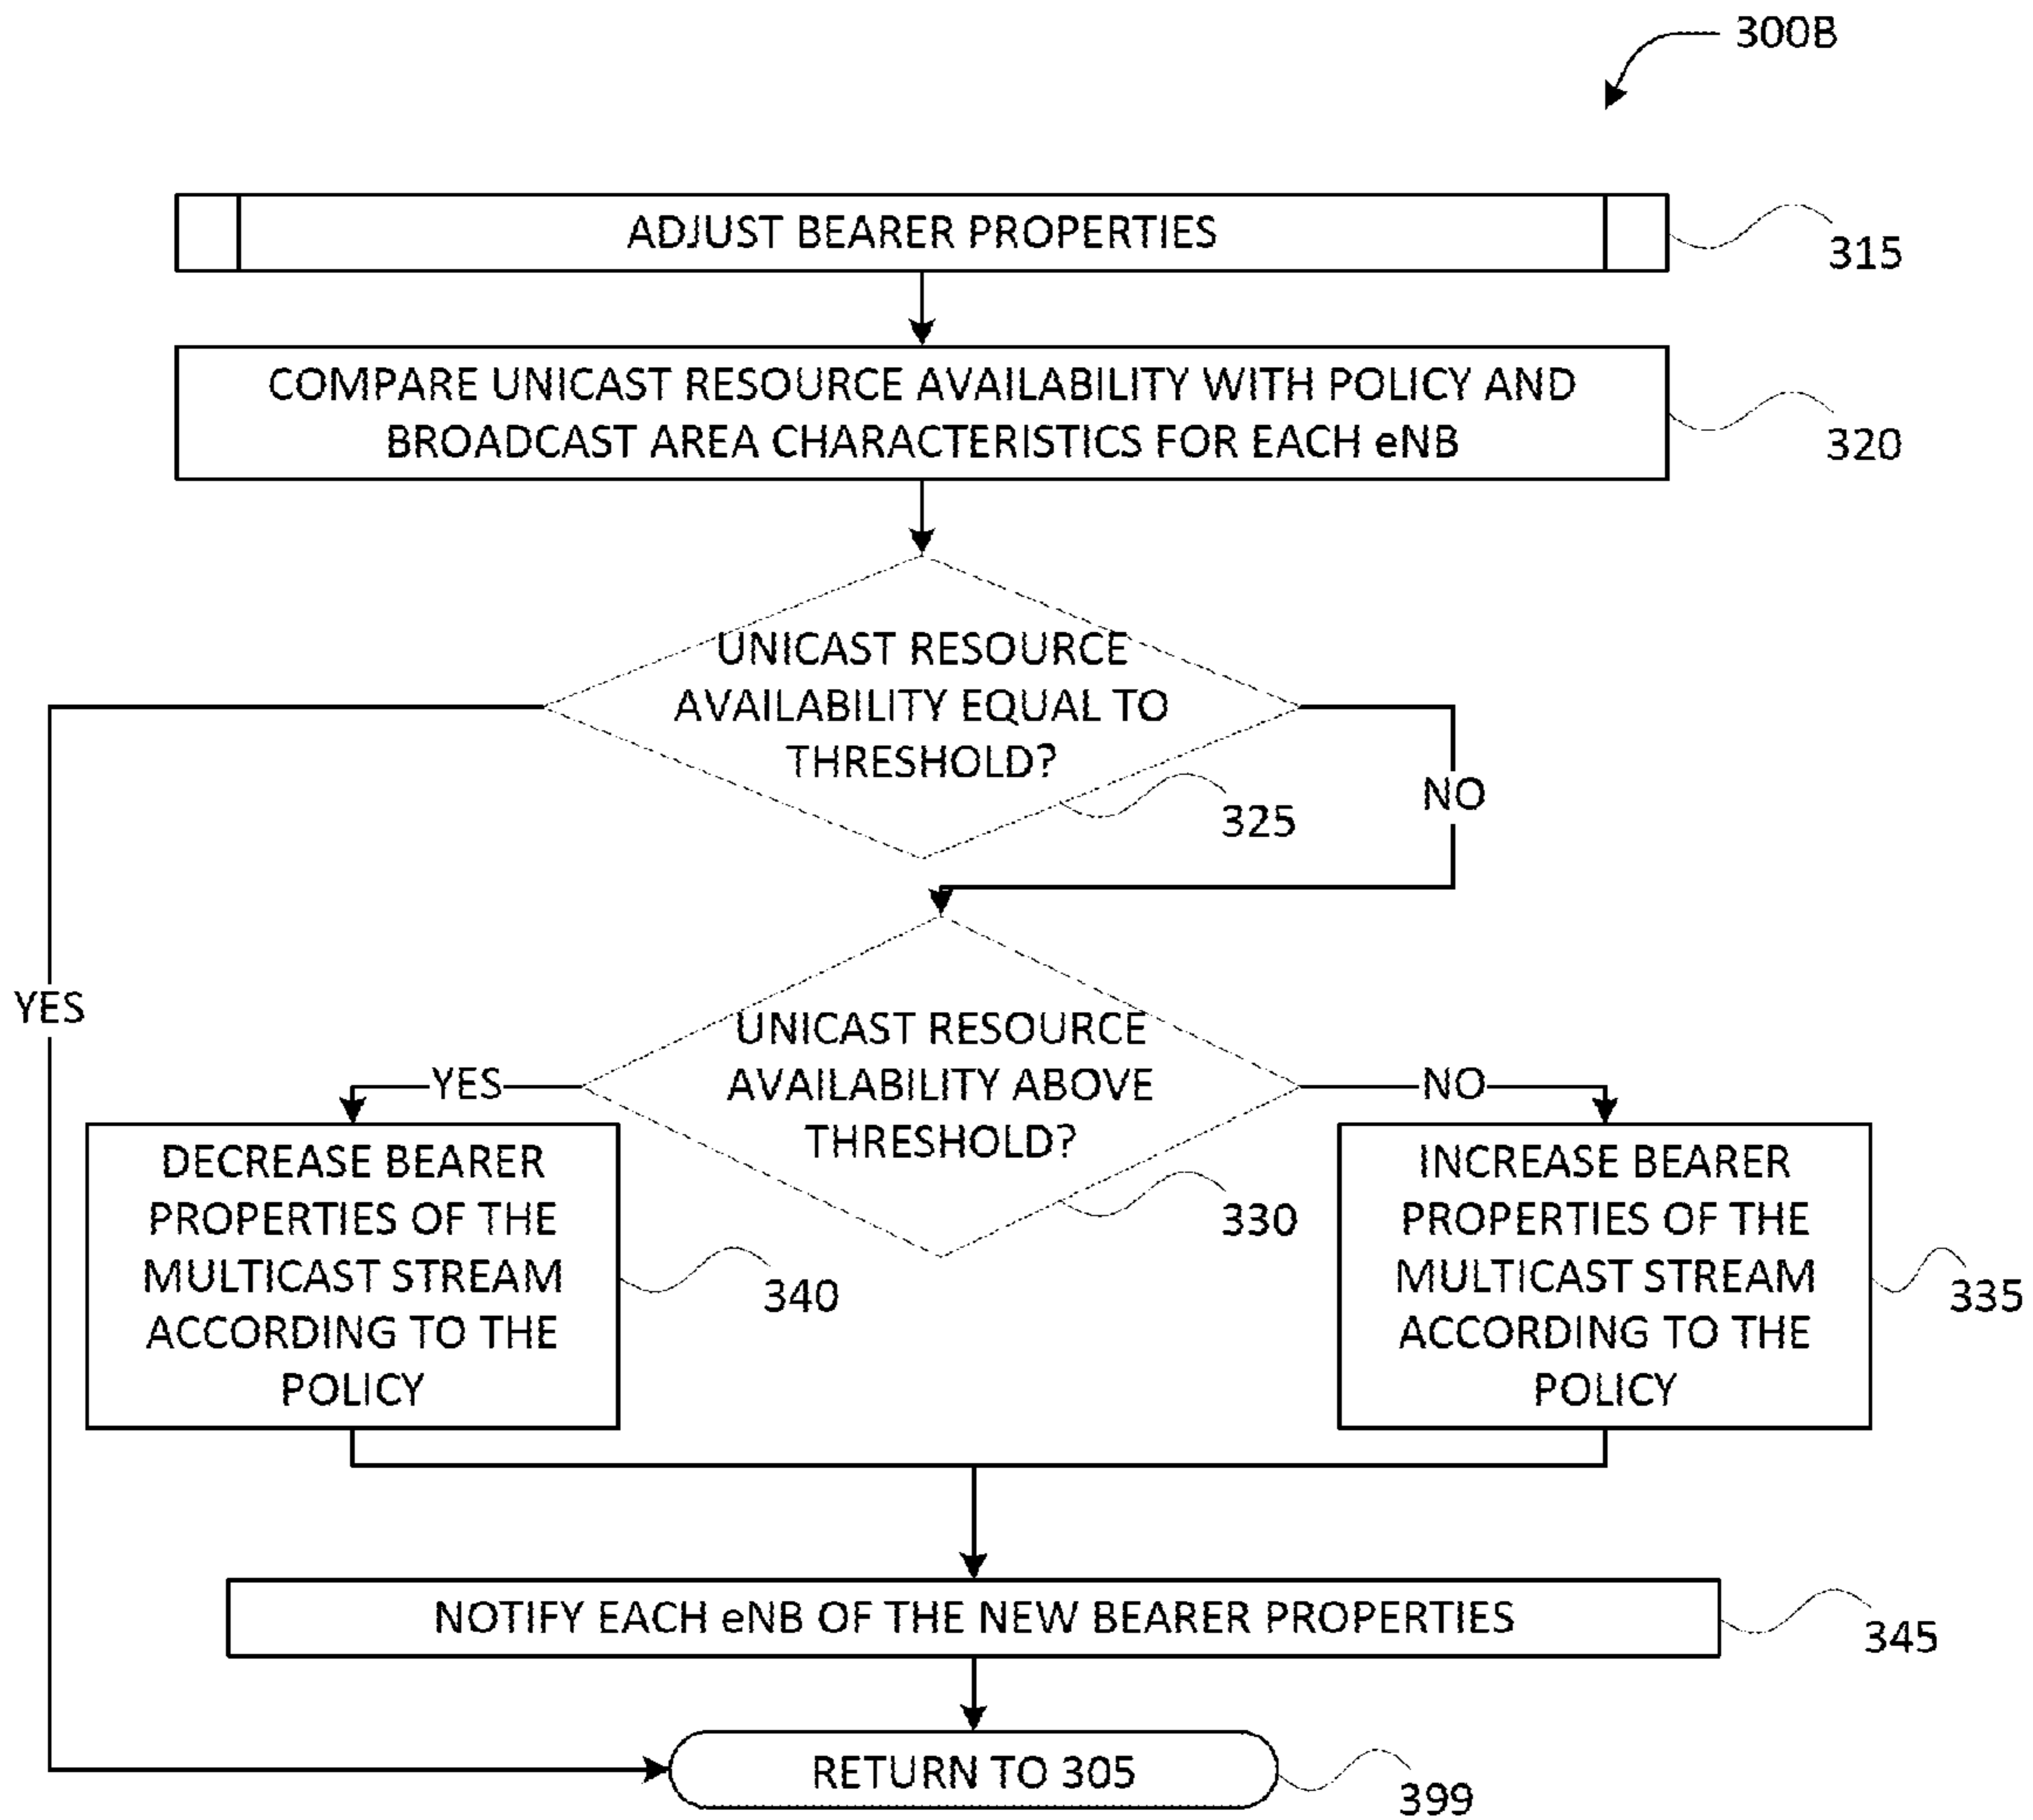 300B
ADJUST BEARER PROPERTIES
315
COMPARE UNICAST RESOURCE AVAILABILITY WITH POLICY AND
BROADCAST AREA CHARACTERISTICS FOR EACH eNB
320
UNICAST RESOURCE
AVAILABILITY EQUAL TO
THRESHOLD?
325
NO
YES
UNICAST RESOURCE
AVAILABILITY ABOVE
THRESHOLD?
330
YES
NO
DECREASE BEARER
PROPERTIES OF THE
MULTICAST STREAM
ACCORDING TO THE
POLICY
340
INCREASE BEARER
PROPERTIES OF THE
MULTICAST STREAM
ACCORDING TO THE
POLICY
335
NOTIFY EACH eNB OF THE NEW BEARER PROPERTIES
345
RETURN TO 305
399